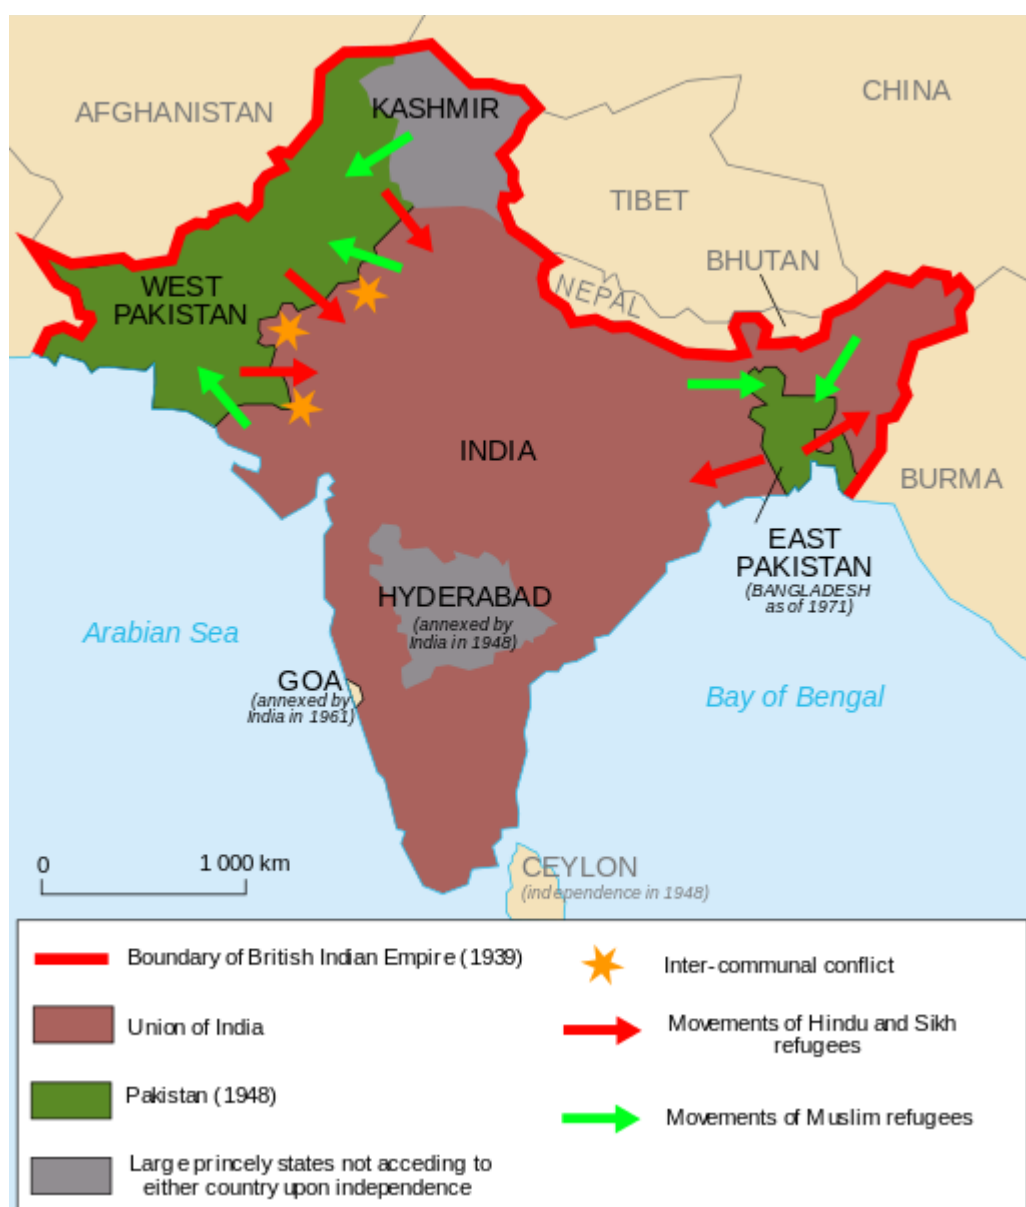 CHINA
AFGHANISTAN
KASHMIR
TIBET
BHUTAN
NEPAL
WEST
PAKISTAN
INDIA
BURMA
EAST
PAKISTAN
(BANGLADESH
as of 1971)
HYDERABAD
(annexed by
India in 1948)
Arabian Sea
GOA
(annexed by
India in 1961)
Bay of Bengal
0 1 000 km
CEYLON
(independence in 1948)
Boundary of British Indian Empire (1939)
Union of India
Pakistan (1948)
Large princely states not acceding to
either country upon independence
Inter-communal conflict
Movements of Hindu and Sikh
refugees
Movements of Muslim refugees